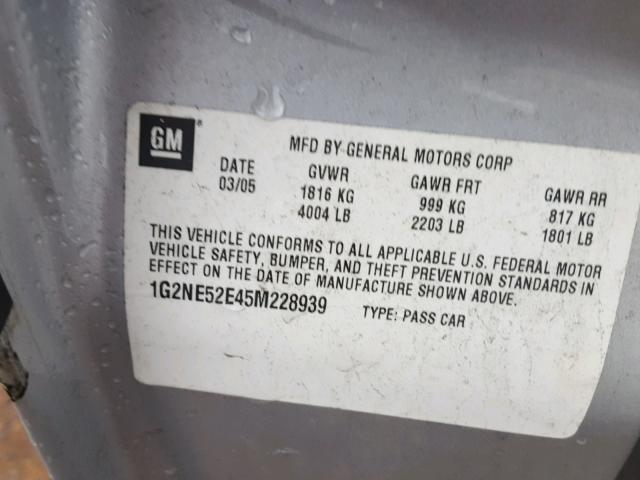 GM®
MFD BY GENERAL MOTORS CORP
DATE GVWR GAWR FRT GAWR RR
03/05 1816 KG 999 KG 817 KG
4004 LB 2203 LB 1801 LB
THIS VEHICLE CONFORMS TO ALL APPLICABLE U.S. FEDERAL MOTOR
VEHICLE SAFETY, BUMPER, AND THEFT PREVENTION STANDARDS IN
EFFECT ON THE DATE OF MANUFACTURE SHOWN ABOVE.
1G2NE52E45M228939 TYPE: PASS CAR